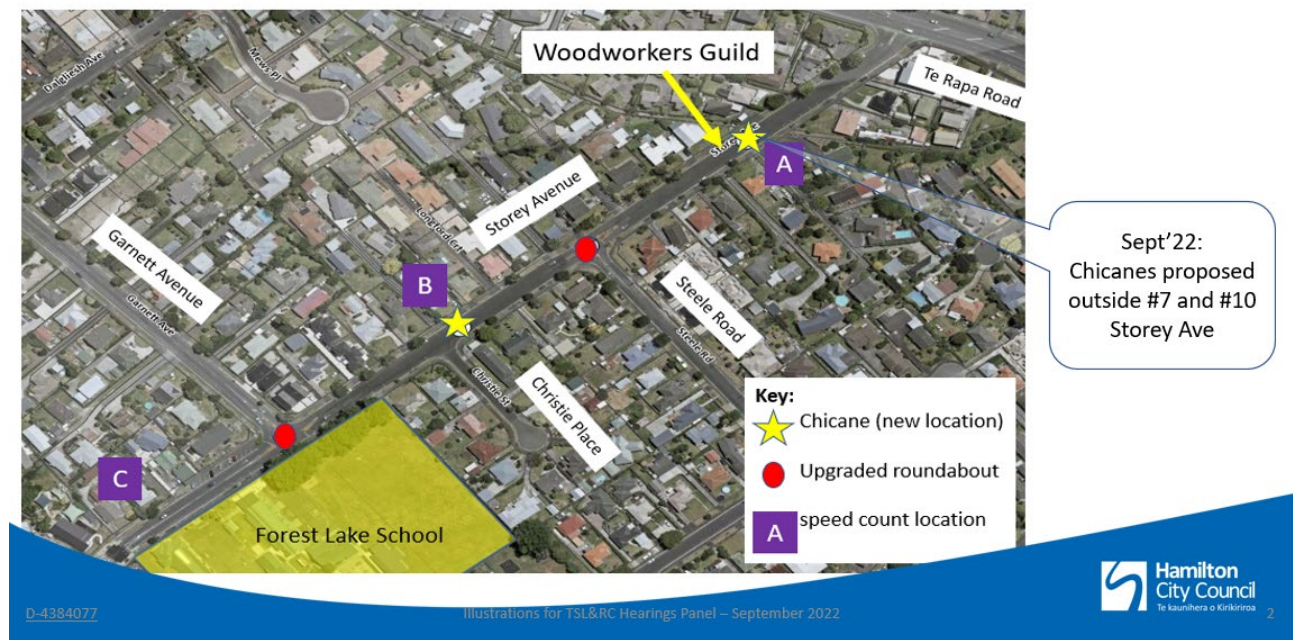 Woodworkers Guild
Te Rapa Road
Dalgliesh Ave
Mews Pl
A
Storey Avenue
Longford Crt
Garnett Avenue
Garnett Ave
B
Steele Road
Steele Rd
Sept’22:
Chicanes proposed
outside #7 and #10
Storey Ave
Christie Place
Christie St
C
Forest Lake School
Key:
Chicane (new location)
Upgraded roundabout
A speed count location
Hamilton
City Council
Te kaunihera o Kirikiriroa
D-4384077
Illustrations for TSL&RC Hearings Panel – September 2022
2